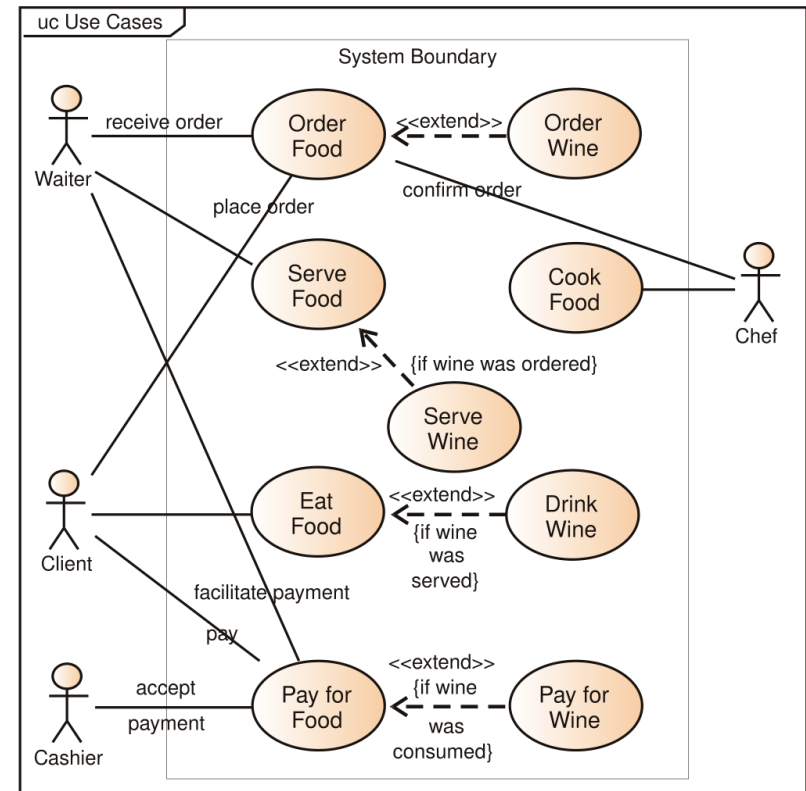 uc Use Cases
System Boundary
receive order
Order
Food
<<extend>>
Order
Wine
Waiter
confirm order
place order
Serve
Food
Cook
Food
Chef
<<extend>>
{if wine was ordered}
Serve
Wine
Eat
Food
<<extend>>
{if wine
was
served}
Drink
Wine
Client
facilitate payment
pay
accept
payment
Pay for
Food
<<extend>>
{if wine
was
consumed}
Pay for
Wine
Cashier